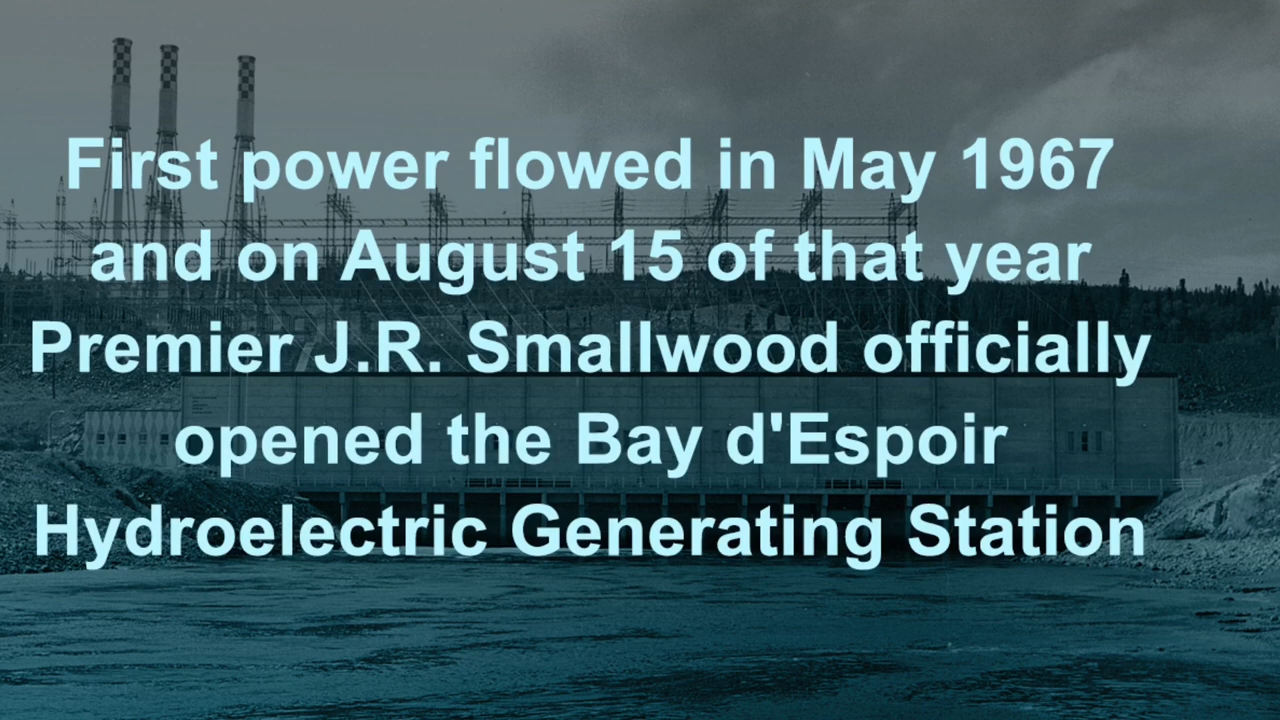 First power flowed in May 1967
and on August 15 of that year
Premier J.R. Smallwood officially
opened the Bay d'Espoir
Hydroelectric Generating Station